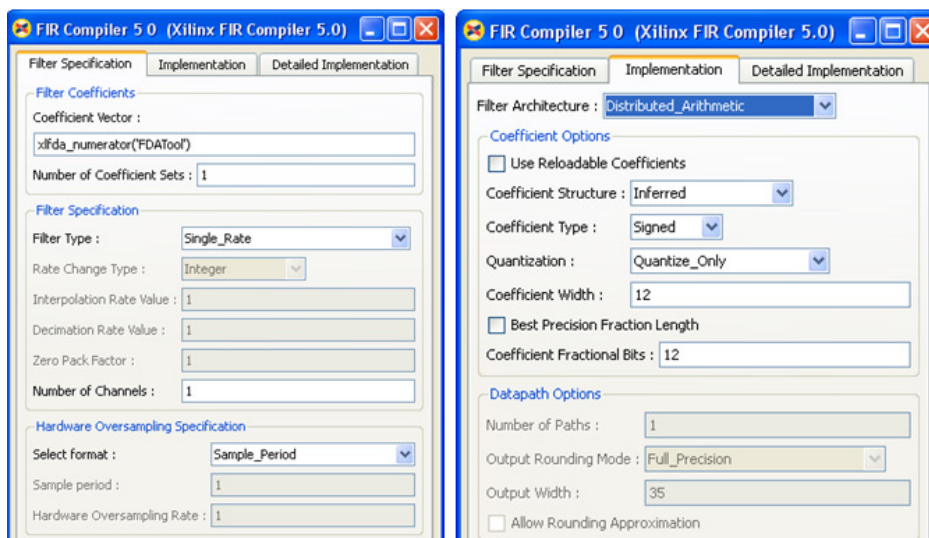 FIR Compiler 5 0 (Xilinx FIR Compiler 5.0)
Filter Specification Implementation Detailed Implementation
Filter Coefficients
Coefficient Vector :
xlfda_numerator('FDATool')
Number of Coefficient Sets : 1
Filter Specification
Filter Type : Single_Rate
Rate Change Type : Integer
Interpolation Rate Value : 1
Decimation Rate Value : 1
Zero Pack Factor : 1
Number of Channels : 1
Hardware Oversampling Specification
Select format : Sample_Period
Sample period : 1
Hardware Oversampling Rate : 1
FIR Compiler 5 0 (Xilinx FIR Compiler 5.0)
Filter Specification Implementation Detailed Implementation
Filter Architecture : Distributed_Arithmetic
Coefficient Options
Use Reloadable Coefficients
Coefficient Structure : Inferred
Coefficient Type : Signed
Quantization : Quantize_Only
Coefficient Width : 12
Best Precision Fraction Length
Coefficient Fractional Bits : 12
Datapath Options
Number of Paths : 1
Output Rounding Mode : Full_Precision
Output Width : 35
Allow Rounding Approximation